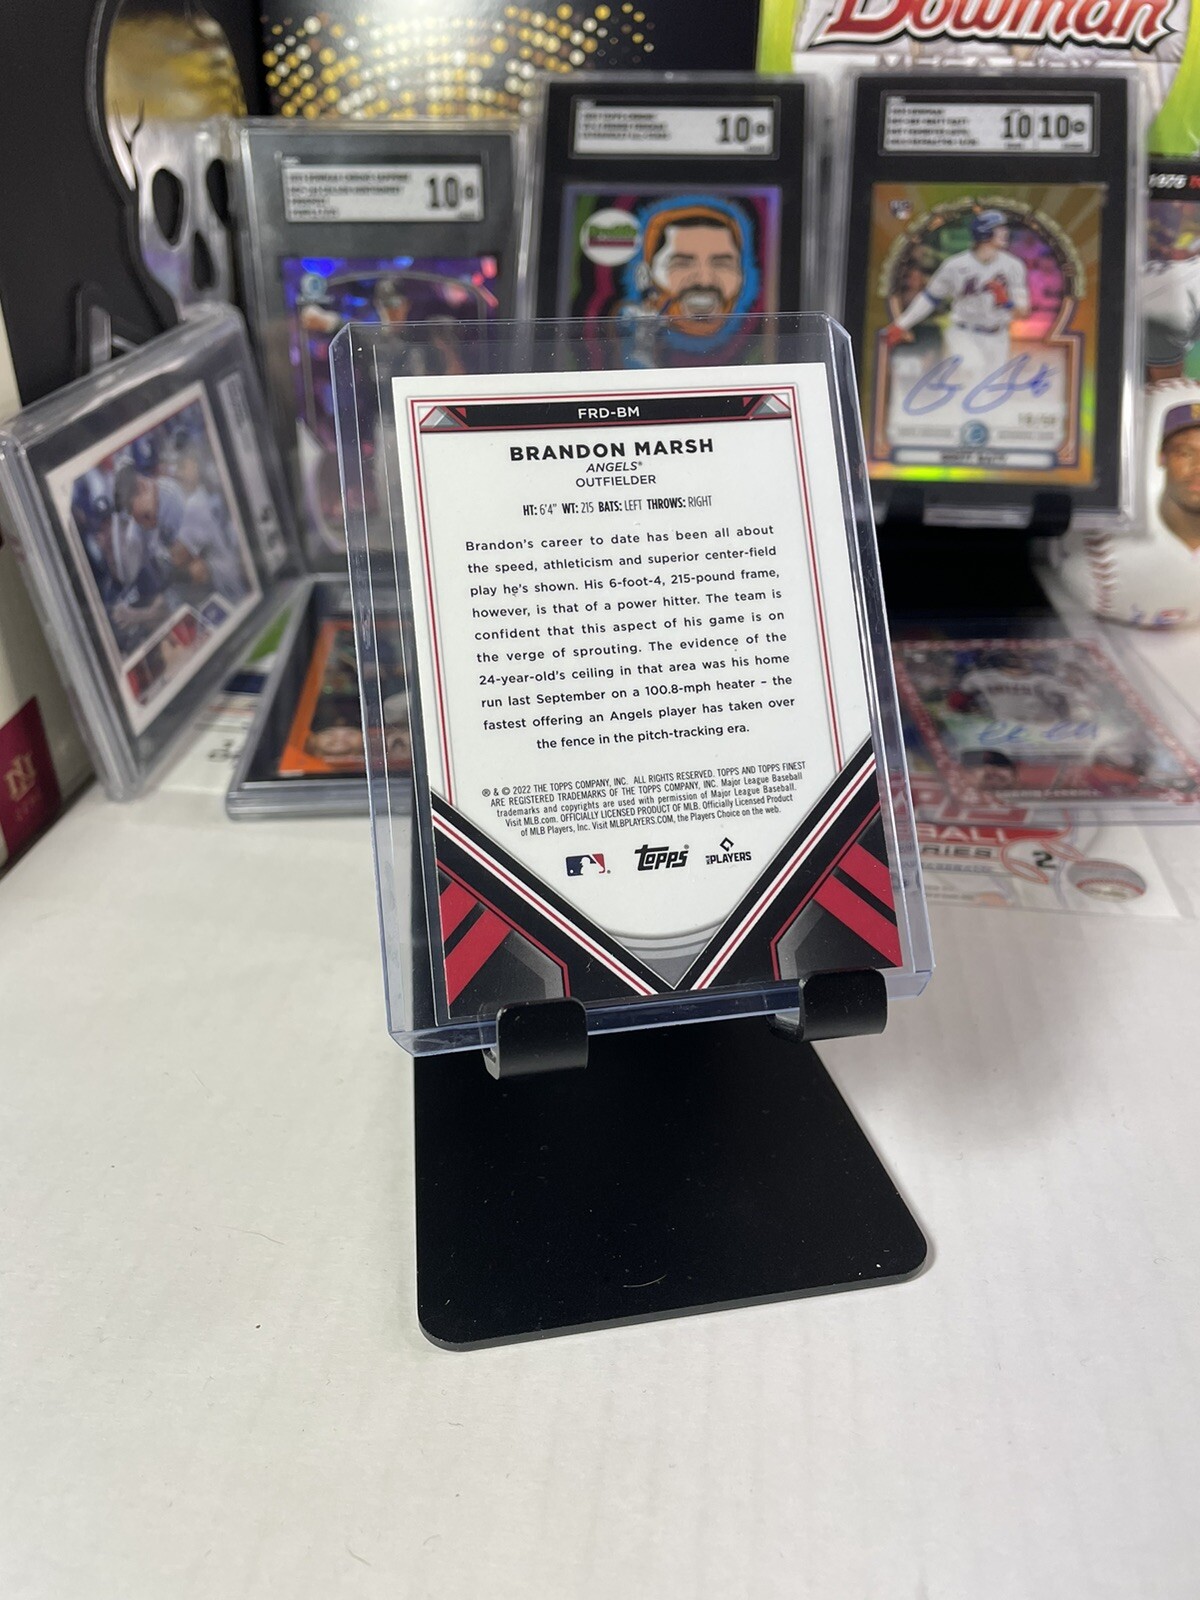 Bowman
MEGA BOX
10
10
10 10
1976
FRD-BM
BRANDON MARSH
ANGELS®
OUTFIELDER
HT: 6'4" WT: 215 BATS: LEFT THROWS: RIGHT
Brandon's career to date has been all about
the speed, athleticism and superior center-field
play he's shown. His 6-foot-4, 215-pound frame,
however, is that of a power hitter. The team is
confident that this aspect of his game is on
the verge of sprouting. The evidence of the
24-year-old's ceiling in that area was his home
run last September on a 100.8-mph heater – the
fastest offering an Angels player has taken over
the fence in the pitch-tracking era.
® & © 2022 THE TOPPS COMPANY, INC. ALL RIGHTS RESERVED. TOPPS AND TOPPS FINEST
ARE REGISTERED TRADEMARKS OF THE TOPPS COMPANY, INC. Major League Baseball
trademarks and copyrights are used with permission of Major League Baseball.
Visit MLB.com. OFFICIALLY LICENSED PRODUCT OF MLB. Officially Licensed Product
of MLB Players, Inc. Visit MLBPLAYERS.COM, the Players Choice on the web.
topps®
MLB PLAYERS
Mets
SERIES 2